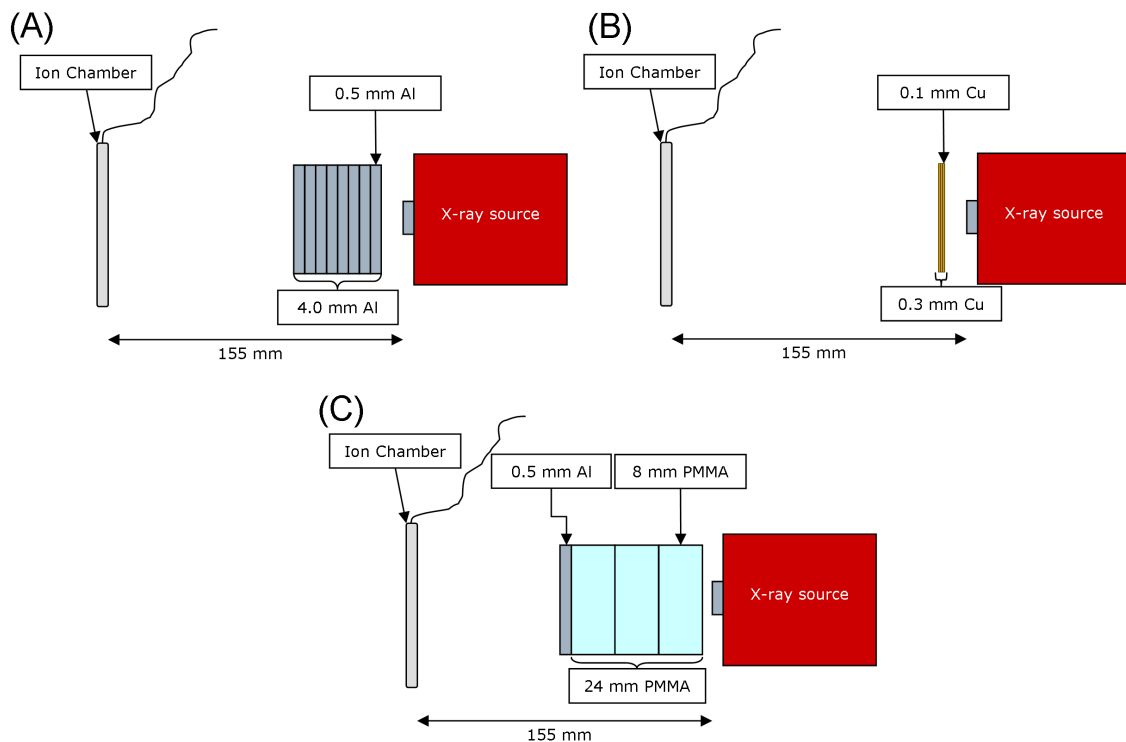 (A)
Ion Chamber
0.5 mm Al
X-ray source
4.0 mm Al
155 mm
(B)
Ion Chamber
0.1 mm Cu
X-ray source
0.3 mm Cu
155 mm
(C)
Ion Chamber
0.5 mm Al
8 mm PMMA
X-ray source
24 mm PMMA
155 mm